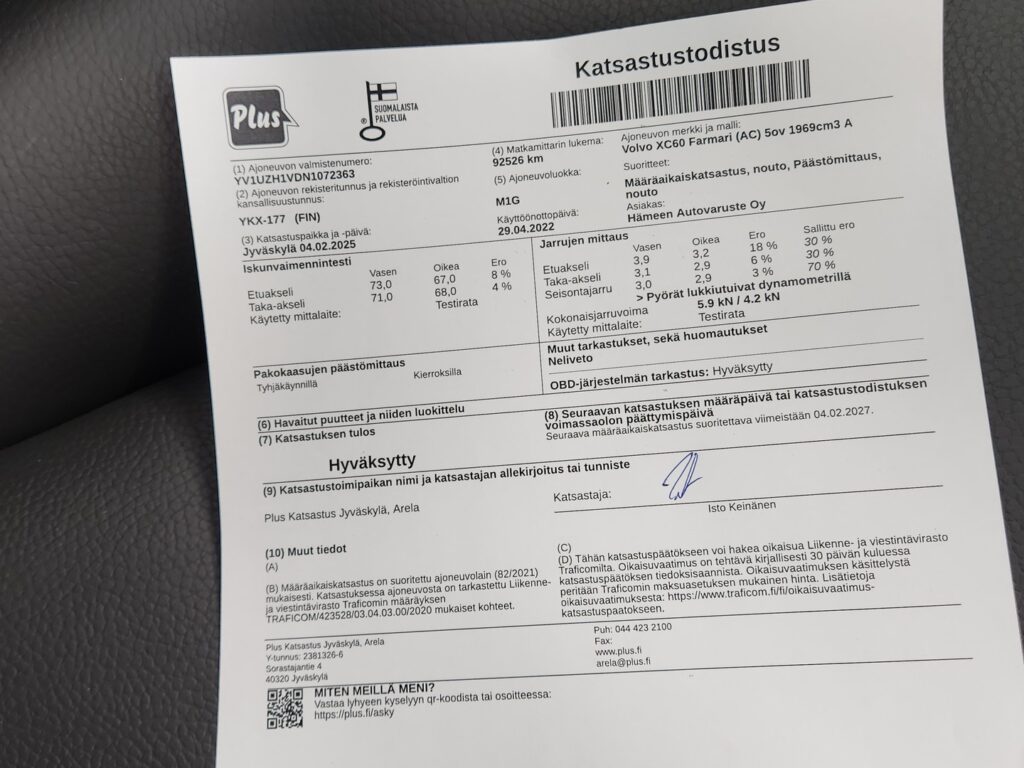 Plus
SUOMALAISTA
PALVELUA
Katsastustodistus
(1) Ajoneuvon valmistenumero:
YV1UZH1VDN1072363
(2) Ajoneuvon rekisteritunnus ja rekisteröintivaltion
kansallisuustunnus:
YKX-177 (FIN)
(3) Katsastuspaikka ja -päivä:
Jyväskylä 04.02.2025
(4) Matkamittarin lukema:
92526 km
(5) Ajoneuvoluokka:
M1G
Käyttöönottopäivä:
29.04.2022
Ajoneuvon merkki ja malli:
Volvo XC60 Farmari (AC) 5ov 1969cm3 A
Suoritteet:
Määräaikaiskatsastus, nouto, Päästömittaus,
nouto
Asiakas:
Hämeen Autovaruste Oy
Iskunvaimennintesti
Vasen Oikea Ero
Etuakseli 73,0 67,0 8 %
Taka-akseli 71,0 68,0 4 %
Käytetty mittalaite: Testirata
Jarrujen mittaus
Vasen Oikea Ero Sallittu ero
Etuakseli 3,9 3,2 18 % 30 %
Taka-akseli 3,1 2,9 6 % 30 %
Seisontajarru 3,0 2,9 3 % 70 %
> Pyörät lukkiutuivat dynamometrillä
Kokonaisjarruvoima 5.9 kN / 4.2 kN
Käytetty mittalaite: Testirata
Pakokaasujen päästömittaus
Tyhjäkäynnillä Kierroksilla
Muut tarkastukset, sekä huomautukset
Neliveto
OBD-järjestelmän tarkastus: Hyväksytty
(6) Havaitut puutteet ja niiden luokittelu
(7) Katsastuksen tulos
Hyväksytty
(8) Seuraavan katsastuksen määräpäivä tai katsastustodistuksen
voimassaolon päättymispäivä
Seuraava määräaikaiskatsastus suoritettava viimeistään 04.02.2027.
(9) Katsastustoimipaikan nimi ja katsastajan allekirjoitus tai tunniste
Plus Katsastus Jyväskylä, Arela
Katsastaja:
Isto Keinänen
(10) Muut tiedot
(A)
(B) Määräaikaiskatsastus on suoritettu ajoneuvolain (82/2021)
mukaisesti. Katsastuksessa ajoneuvosta on tarkastettu Liikenne-
ja viestintävirasto Traficomin määräyksen
TRAFICOM/423528/03.04.03.00/2020 mukaiset kohteet.
(C)
(D) Tähän katsastuspäätökseen voi hakea oikaisua Liikenne- ja viestintävirasto
Traficomilta. Oikaisuvaatimus on tehtävä kirjallisesti 30 päivän kuluessa
katsastuspäätöksen tiedoksisaannista. Oikaisuvaatimuksen käsittelystä
peritään Traficomin maksuasetuksen mukainen hinta. Lisätietoja
oikaisuvaatimuksesta: https://www.traficom.fi/fi/oikaisuvaatimus-
katsastuspaatokseen.
Plus Katsastus Jyväskylä, Arela
Y-tunnus: 2381326-6
Sorastajantie 4
40320 Jyväskylä
Puh: 044 423 2100
Fax:
www.plus.fi
arela@plus.fi
MITEN MEILLÄ MENI?
Vastaa lyhyeen kyselyyn qr-koodista tai osoitteessa:
https://plus.fi/asky